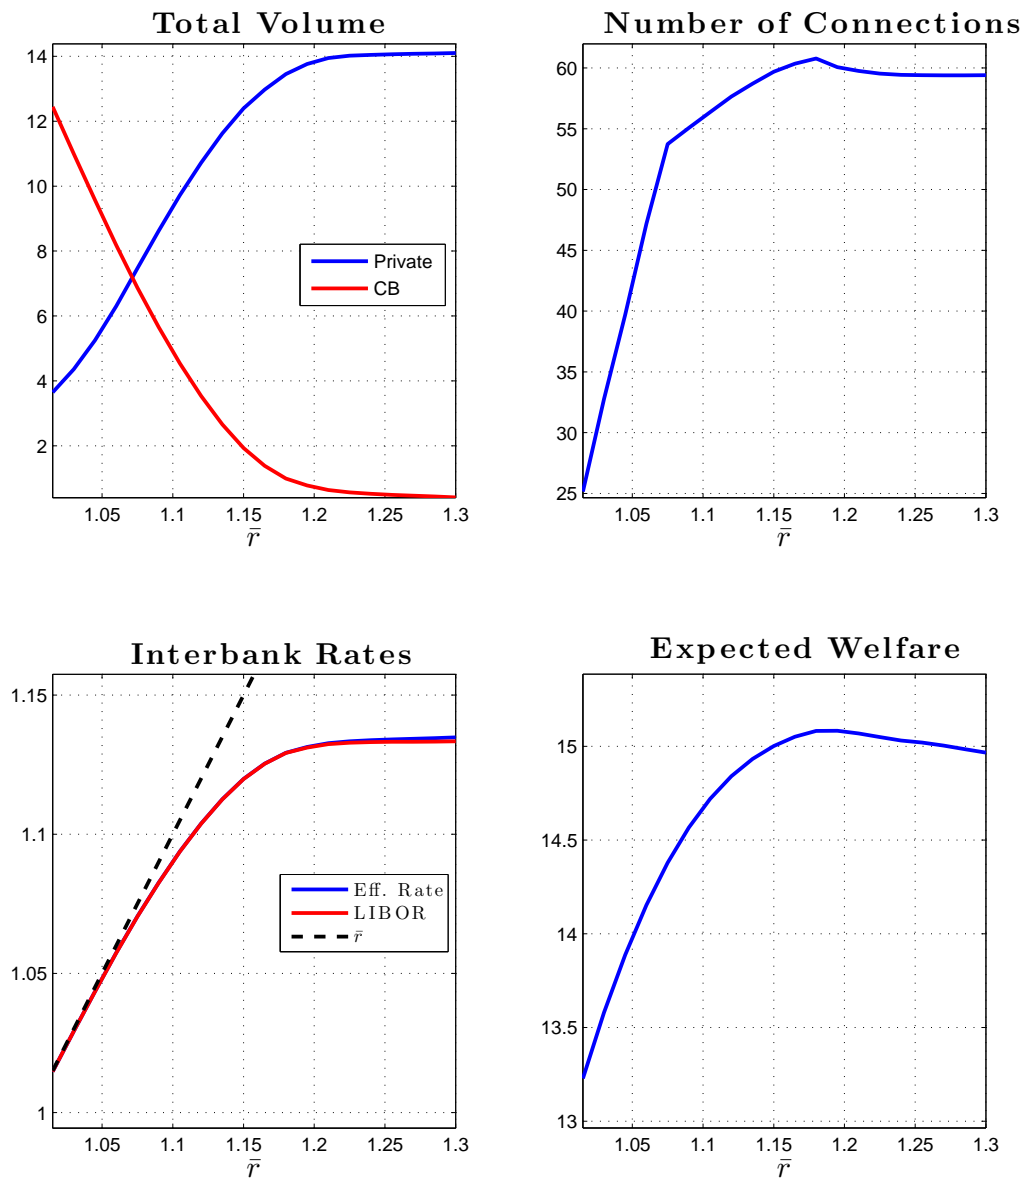 Total Volume
14
12
10
8
6
4
2
Private
CB
1.05 1.1 1.15 1.2 1.25 1.3
r̄
Number of Connections
60
55
50
45
40
35
30
25
1.05 1.1 1.15 1.2 1.25 1.3
r̄
Interbank Rates
1.15
1.1
1.05
1
Eff. Rate
LIBOR
r̄
1.05 1.1 1.15 1.2 1.25 1.3
r̄
Expected Welfare
15
14.5
14
13.5
13
1.05 1.1 1.15 1.2 1.25 1.3
r̄